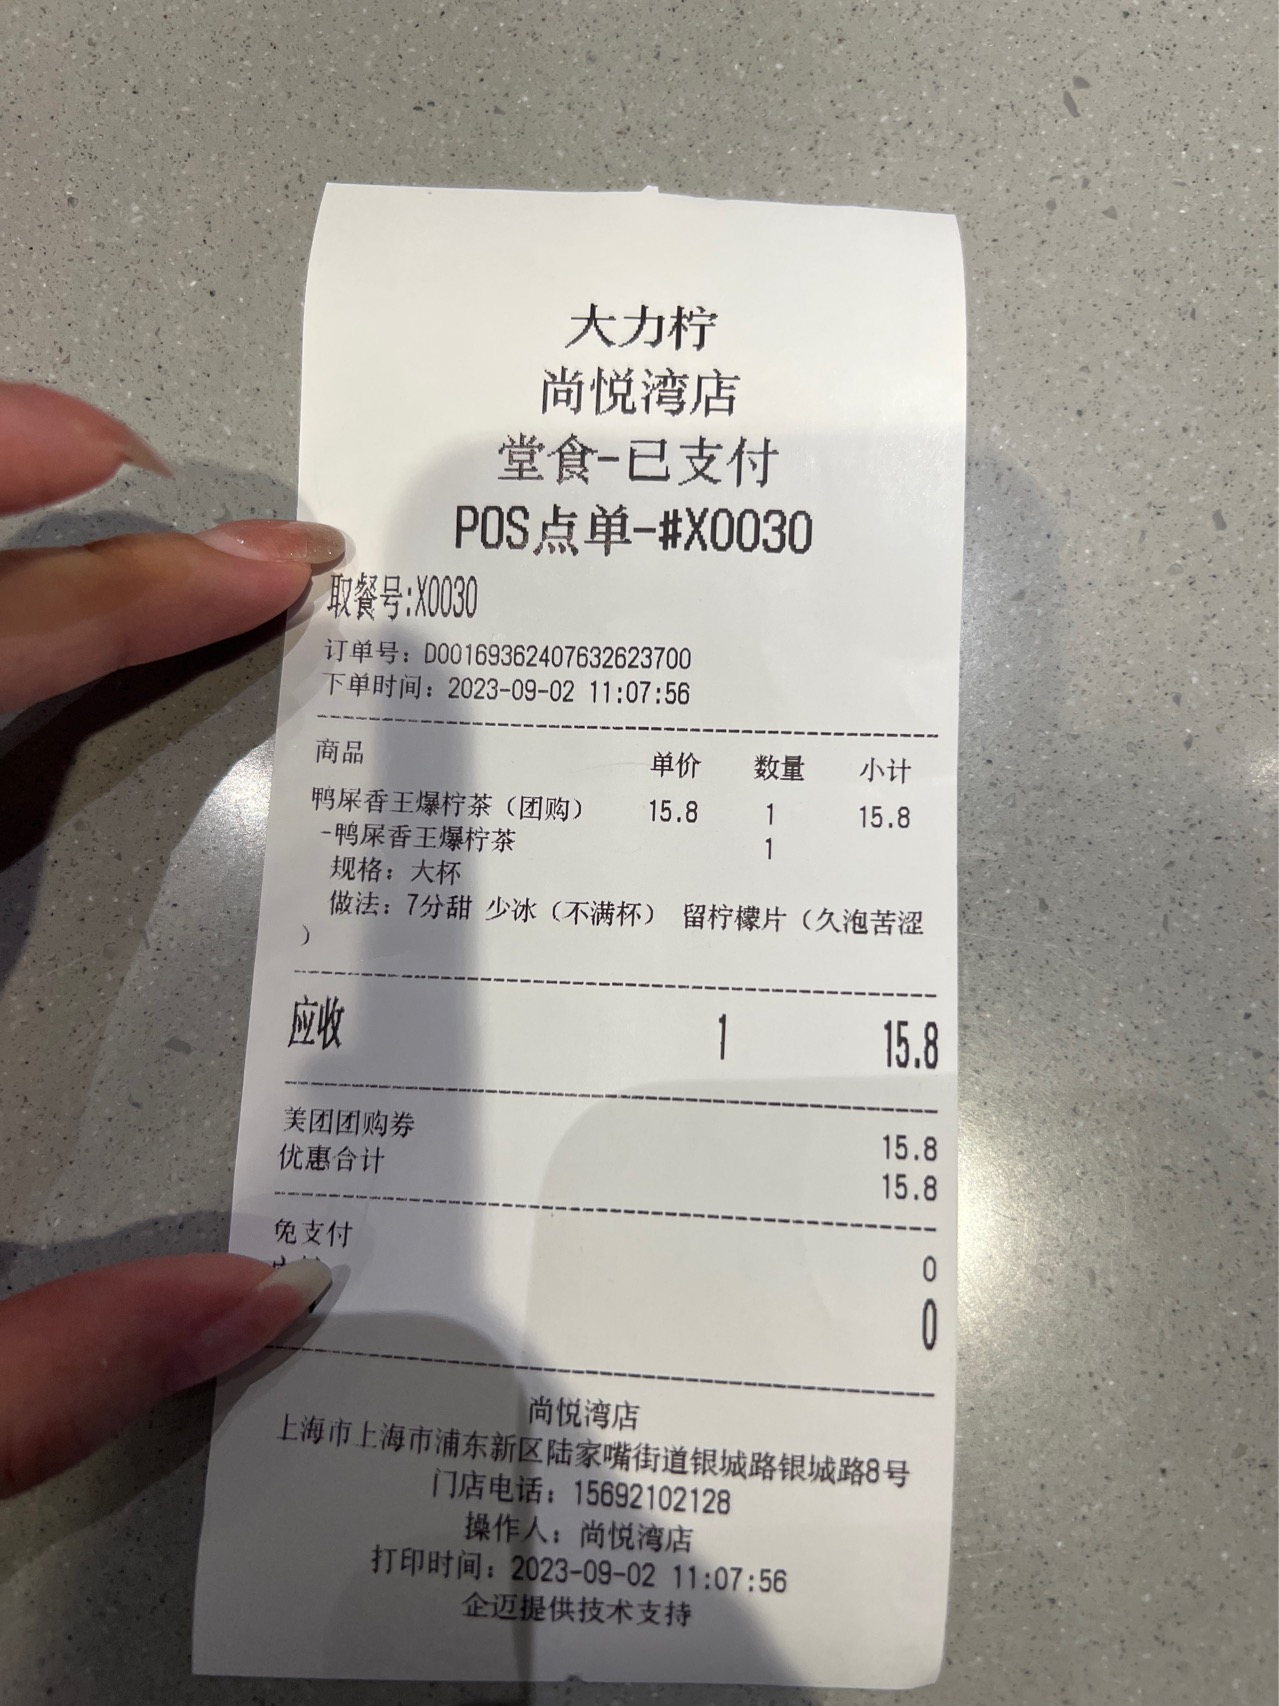 大力柠
尚悦湾店
堂食-已支付
POS点单-#X0030
取餐号:X0030
订单号：D00169362407632623700
下单时间：2023-09-02 11:07:56
商品 单价 数量 小计
鸭屎香王爆柠茶（团购） 15.8 1 15.8
-鸭屎香王爆柠茶 1
规格：大杯
做法：7分甜 少冰（不满杯） 留柠檬片（久泡苦涩
）
应收 1 15.8
美团团购券 15.8
优惠合计 15.8
免支付 0
0
尚悦湾店
上海市上海市浦东新区陆家嘴街道银城路银城路8号
门店电话：15692102128
操作人：尚悦湾店
打印时间：2023-09-02 11:07:56
企迈提供技术支持